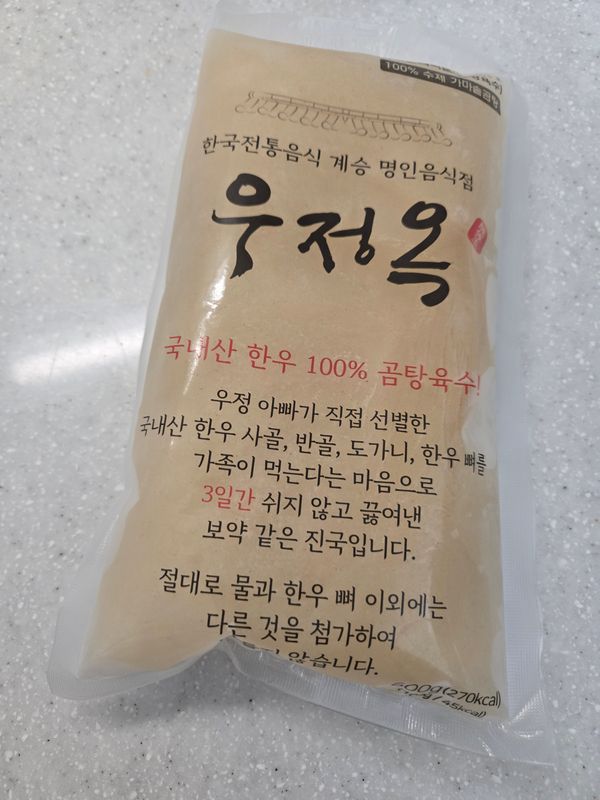 100% 수제 가마솥곰탕
한국전통음식 계승 명인음식점
우정옥
국내산 한우 100% 곰탕육수!
우정 아빠가 직접 선별한
국내산 한우 사골, 반골, 도가니, 한우 뼈를
가족이 먹는다는 마음으로
3일간 쉬지 않고 끓여낸
보약 같은 진국입니다.
절대로 물과 한우 뼈 이외에는
다른 것을 첨가하여
않습니다.
600g(270kcal)
45kcal)